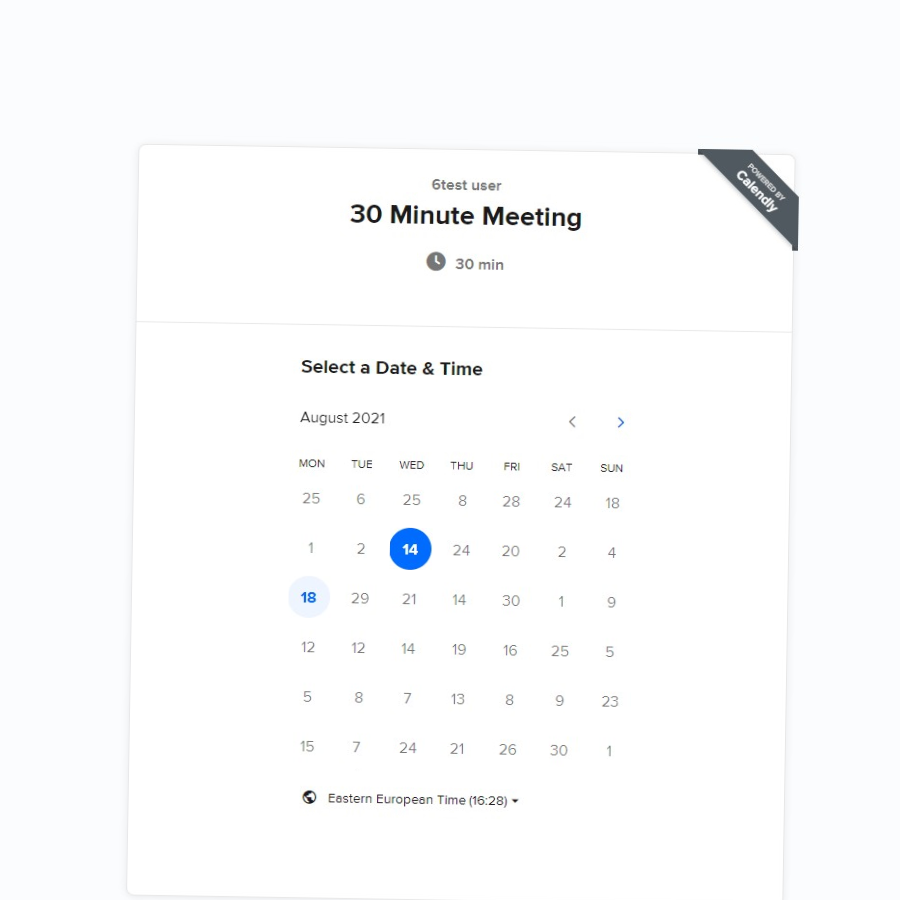 POWERED BY
Calendly
6test user
30 Minute Meeting
30 min
Select a Date & Time
August 2021
MON TUE WED THU FRI SAT SUN
25 6 25 8 28 24 18
1 2 14 24 20 2 4
18 29 21 14 30 1 9
12 12 14 19 16 25 5
5 8 7 13 8 9 23
15 7 24 21 26 30 1
Eastern European Time (16:28)